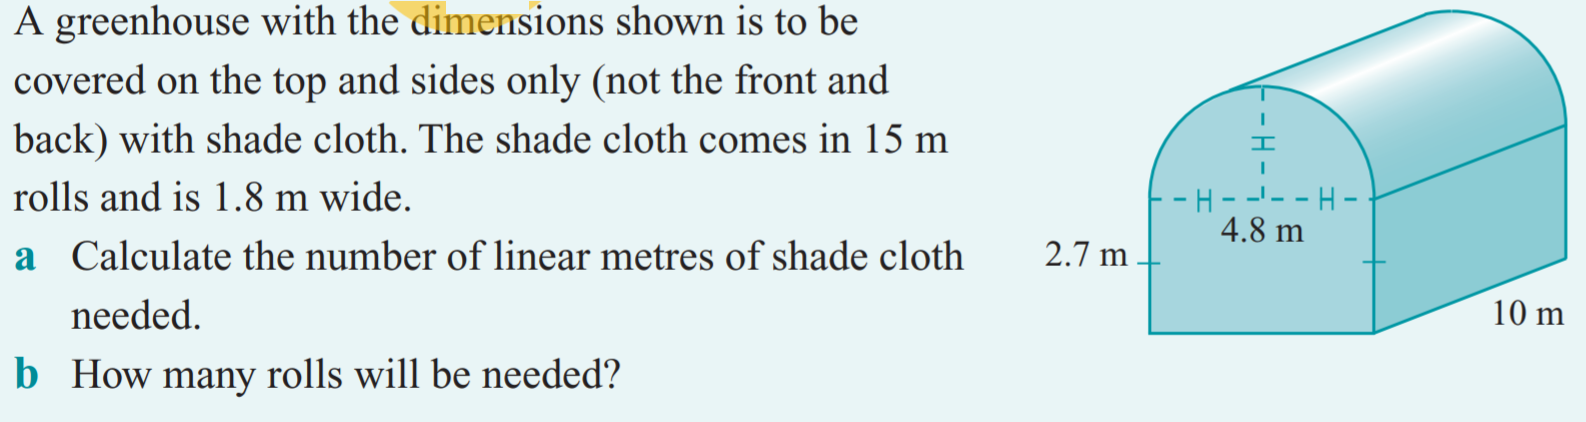 A greenhouse with the dimensions shown is to be
covered on the top and sides only (not the front and
back) with shade cloth. The shade cloth comes in 15 m
rolls and is 1.8 m wide.
a Calculate the number of linear metres of shade cloth
needed.
b How many rolls will be needed?
4.8 m
2.7 m
10 m